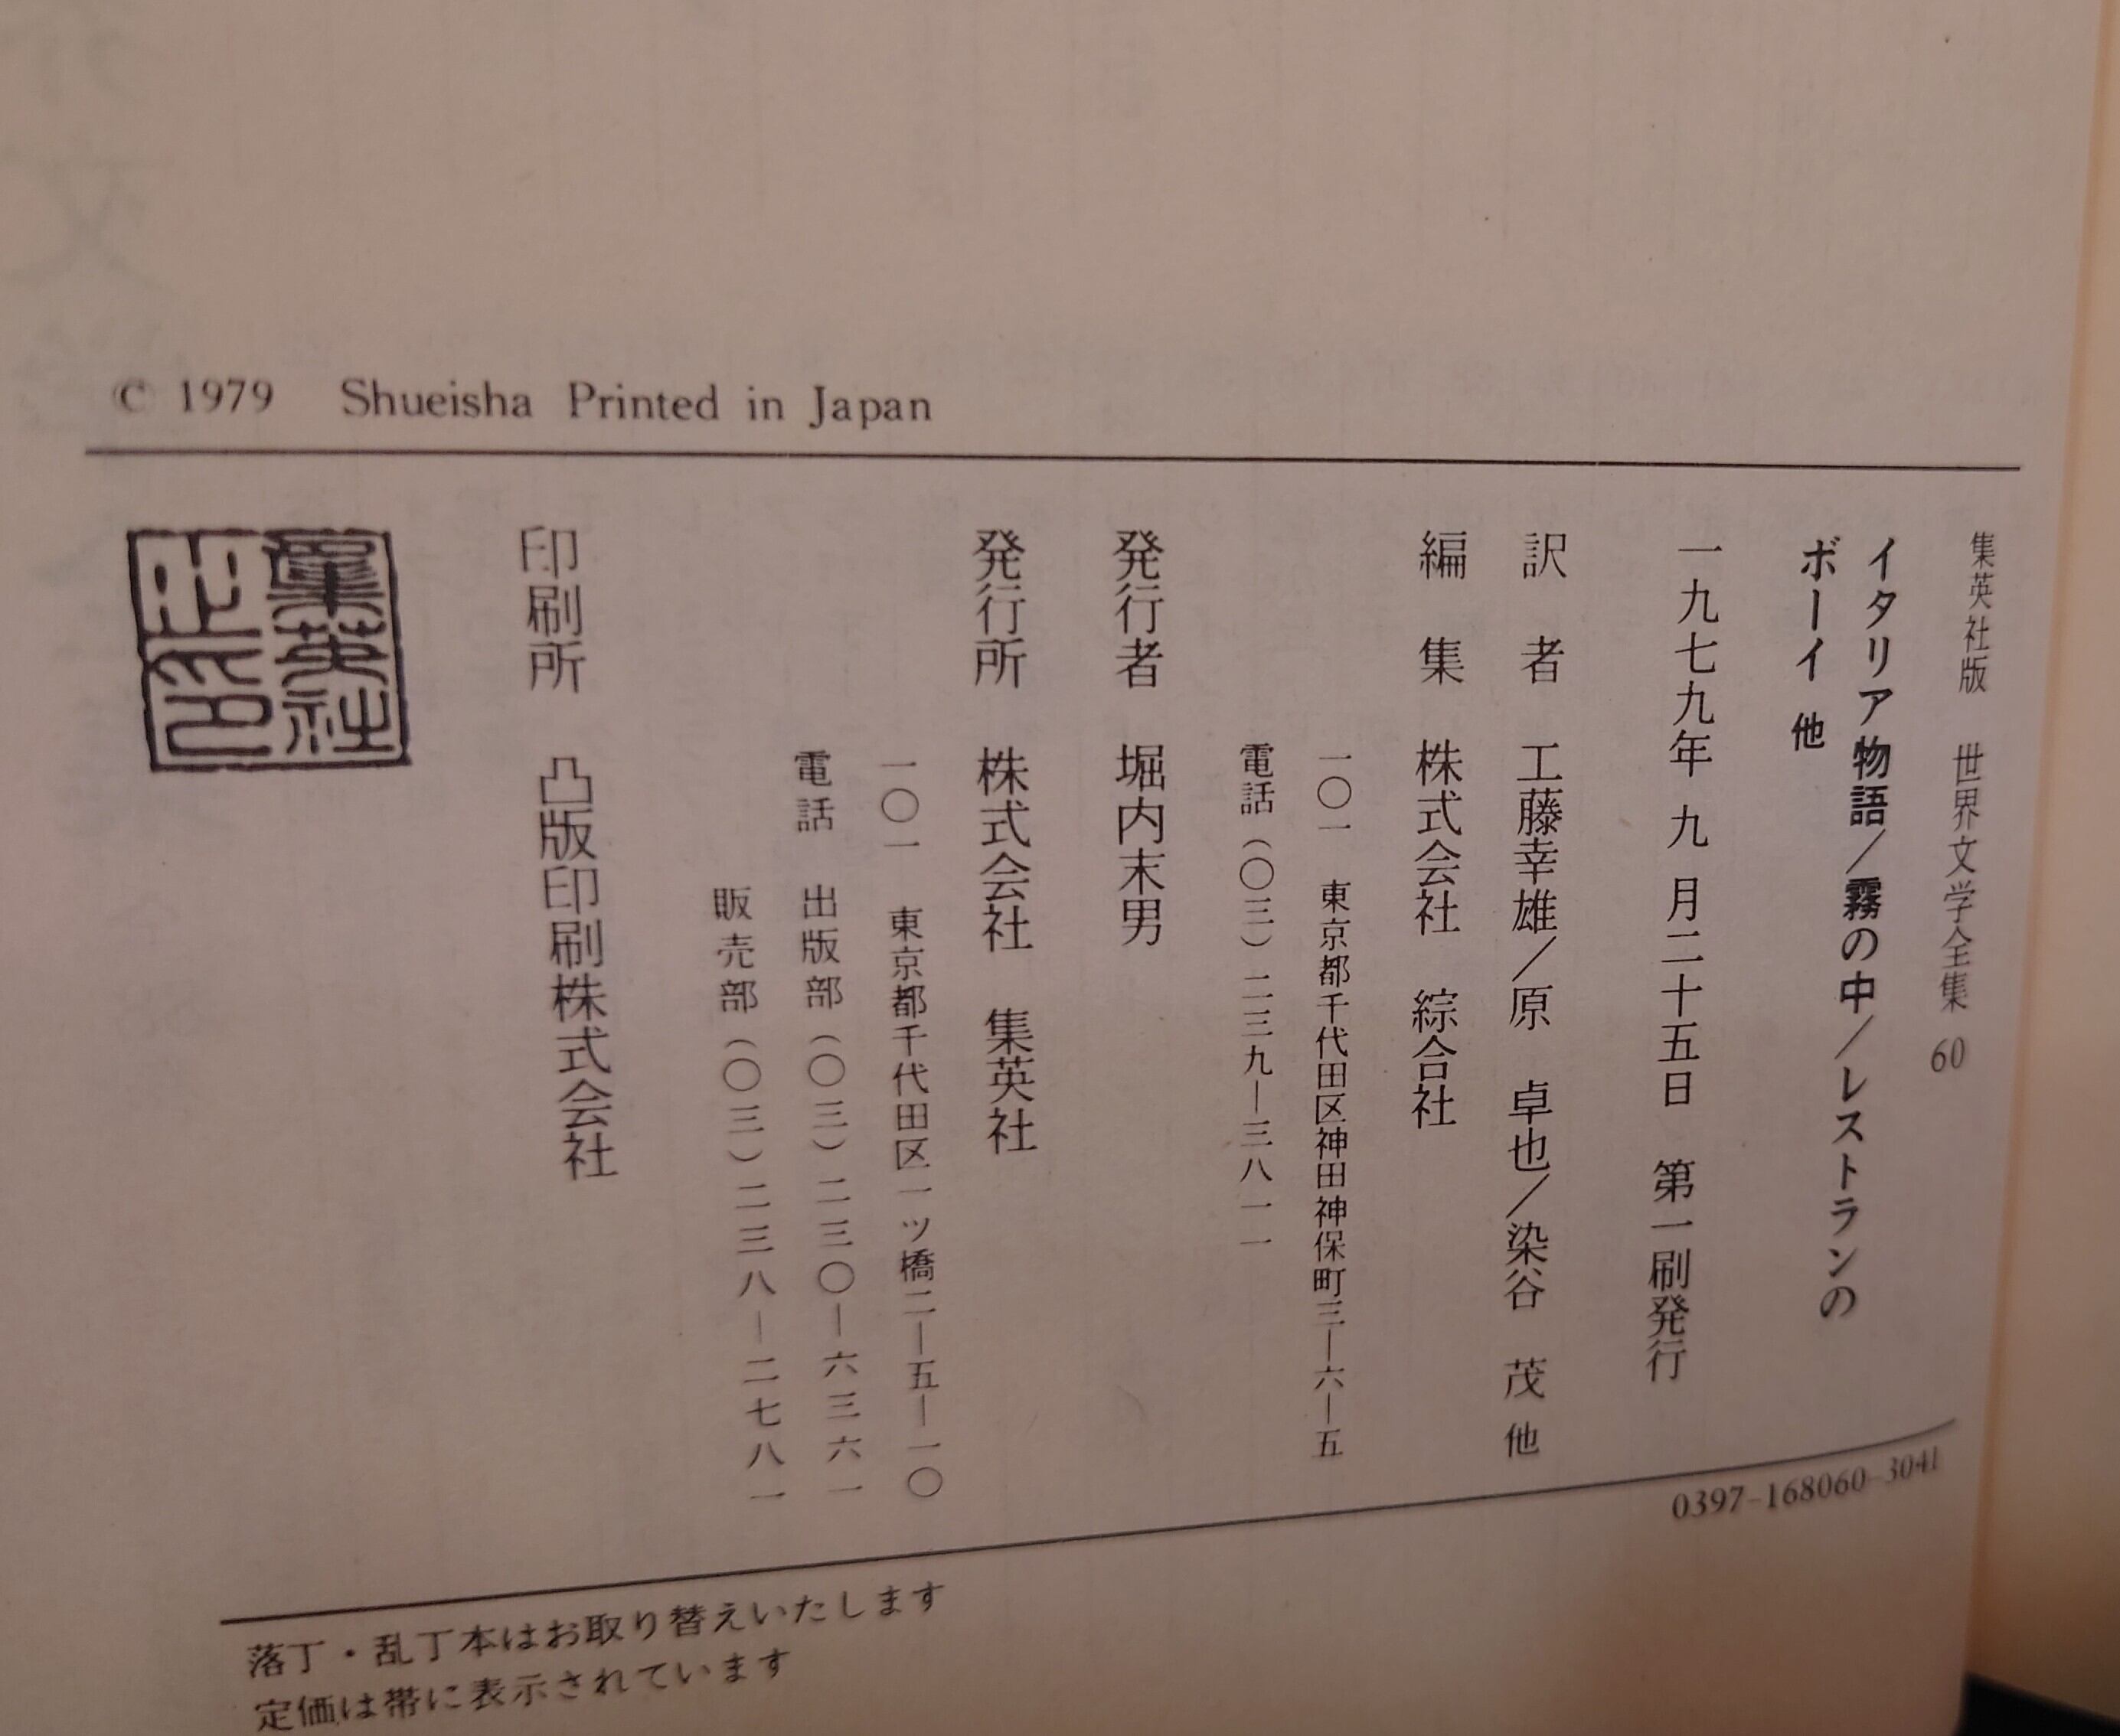 © 1979 Shueisha Printed in Japan
集英社版 世界文学全集 60
イタリア物語/霧の中/レストランの
ボーイ 他
一九七九年九月二十五日 第一刷発行
訳者 工藤幸雄/原 卓也/染谷 茂 他
編集 株式会社 綜合社
一〇一 東京都千代田区神田神保町三―六―五
電話(〇三)二三九―三八一一
発行者 堀内末男
発行所 株式会社 集英社
一〇一 東京都千代田区一ツ橋二―五―一〇
電話 出版部(〇三)二三〇―六三六一
販売部(〇三)二三八―二七八一
印刷所 凸版印刷株式会社
集英社
之印
0397-168060-3041
落丁・乱丁本はお取り替えいたします
定価は帯に表示されています